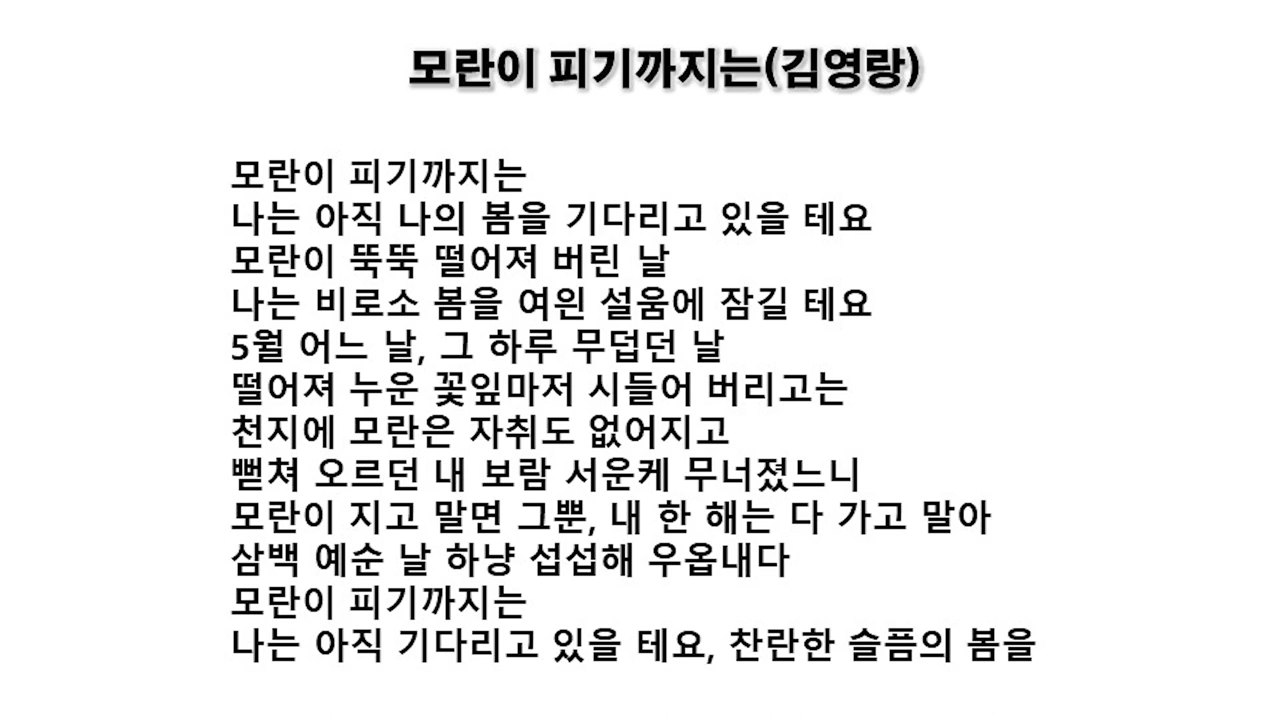 모란이 피기까지는(김영랑)
모란이 피기까지는
나는 아직 나의 봄을 기다리고 있을 테요
모란이 뚝뚝 떨어져 버린 날
나는 비로소 봄을 여읜 설움에 잠길 테요
5월 어느 날, 그 하루 무덥던 날
떨어져 누운 꽃잎마저 시들어 버리고는
천지에 모란은 자취도 없어지고
뻗쳐 오르던 내 보람 서운케 무너졌느니
모란이 지고 말면 그뿐, 내 한 해는 다 가고 말아
삼백 예순 날 하냥 섭섭해 우옵내다
모란이 피기까지는
나는 아직 기다리고 있을 테요, 찬란한 슬픔의 봄을